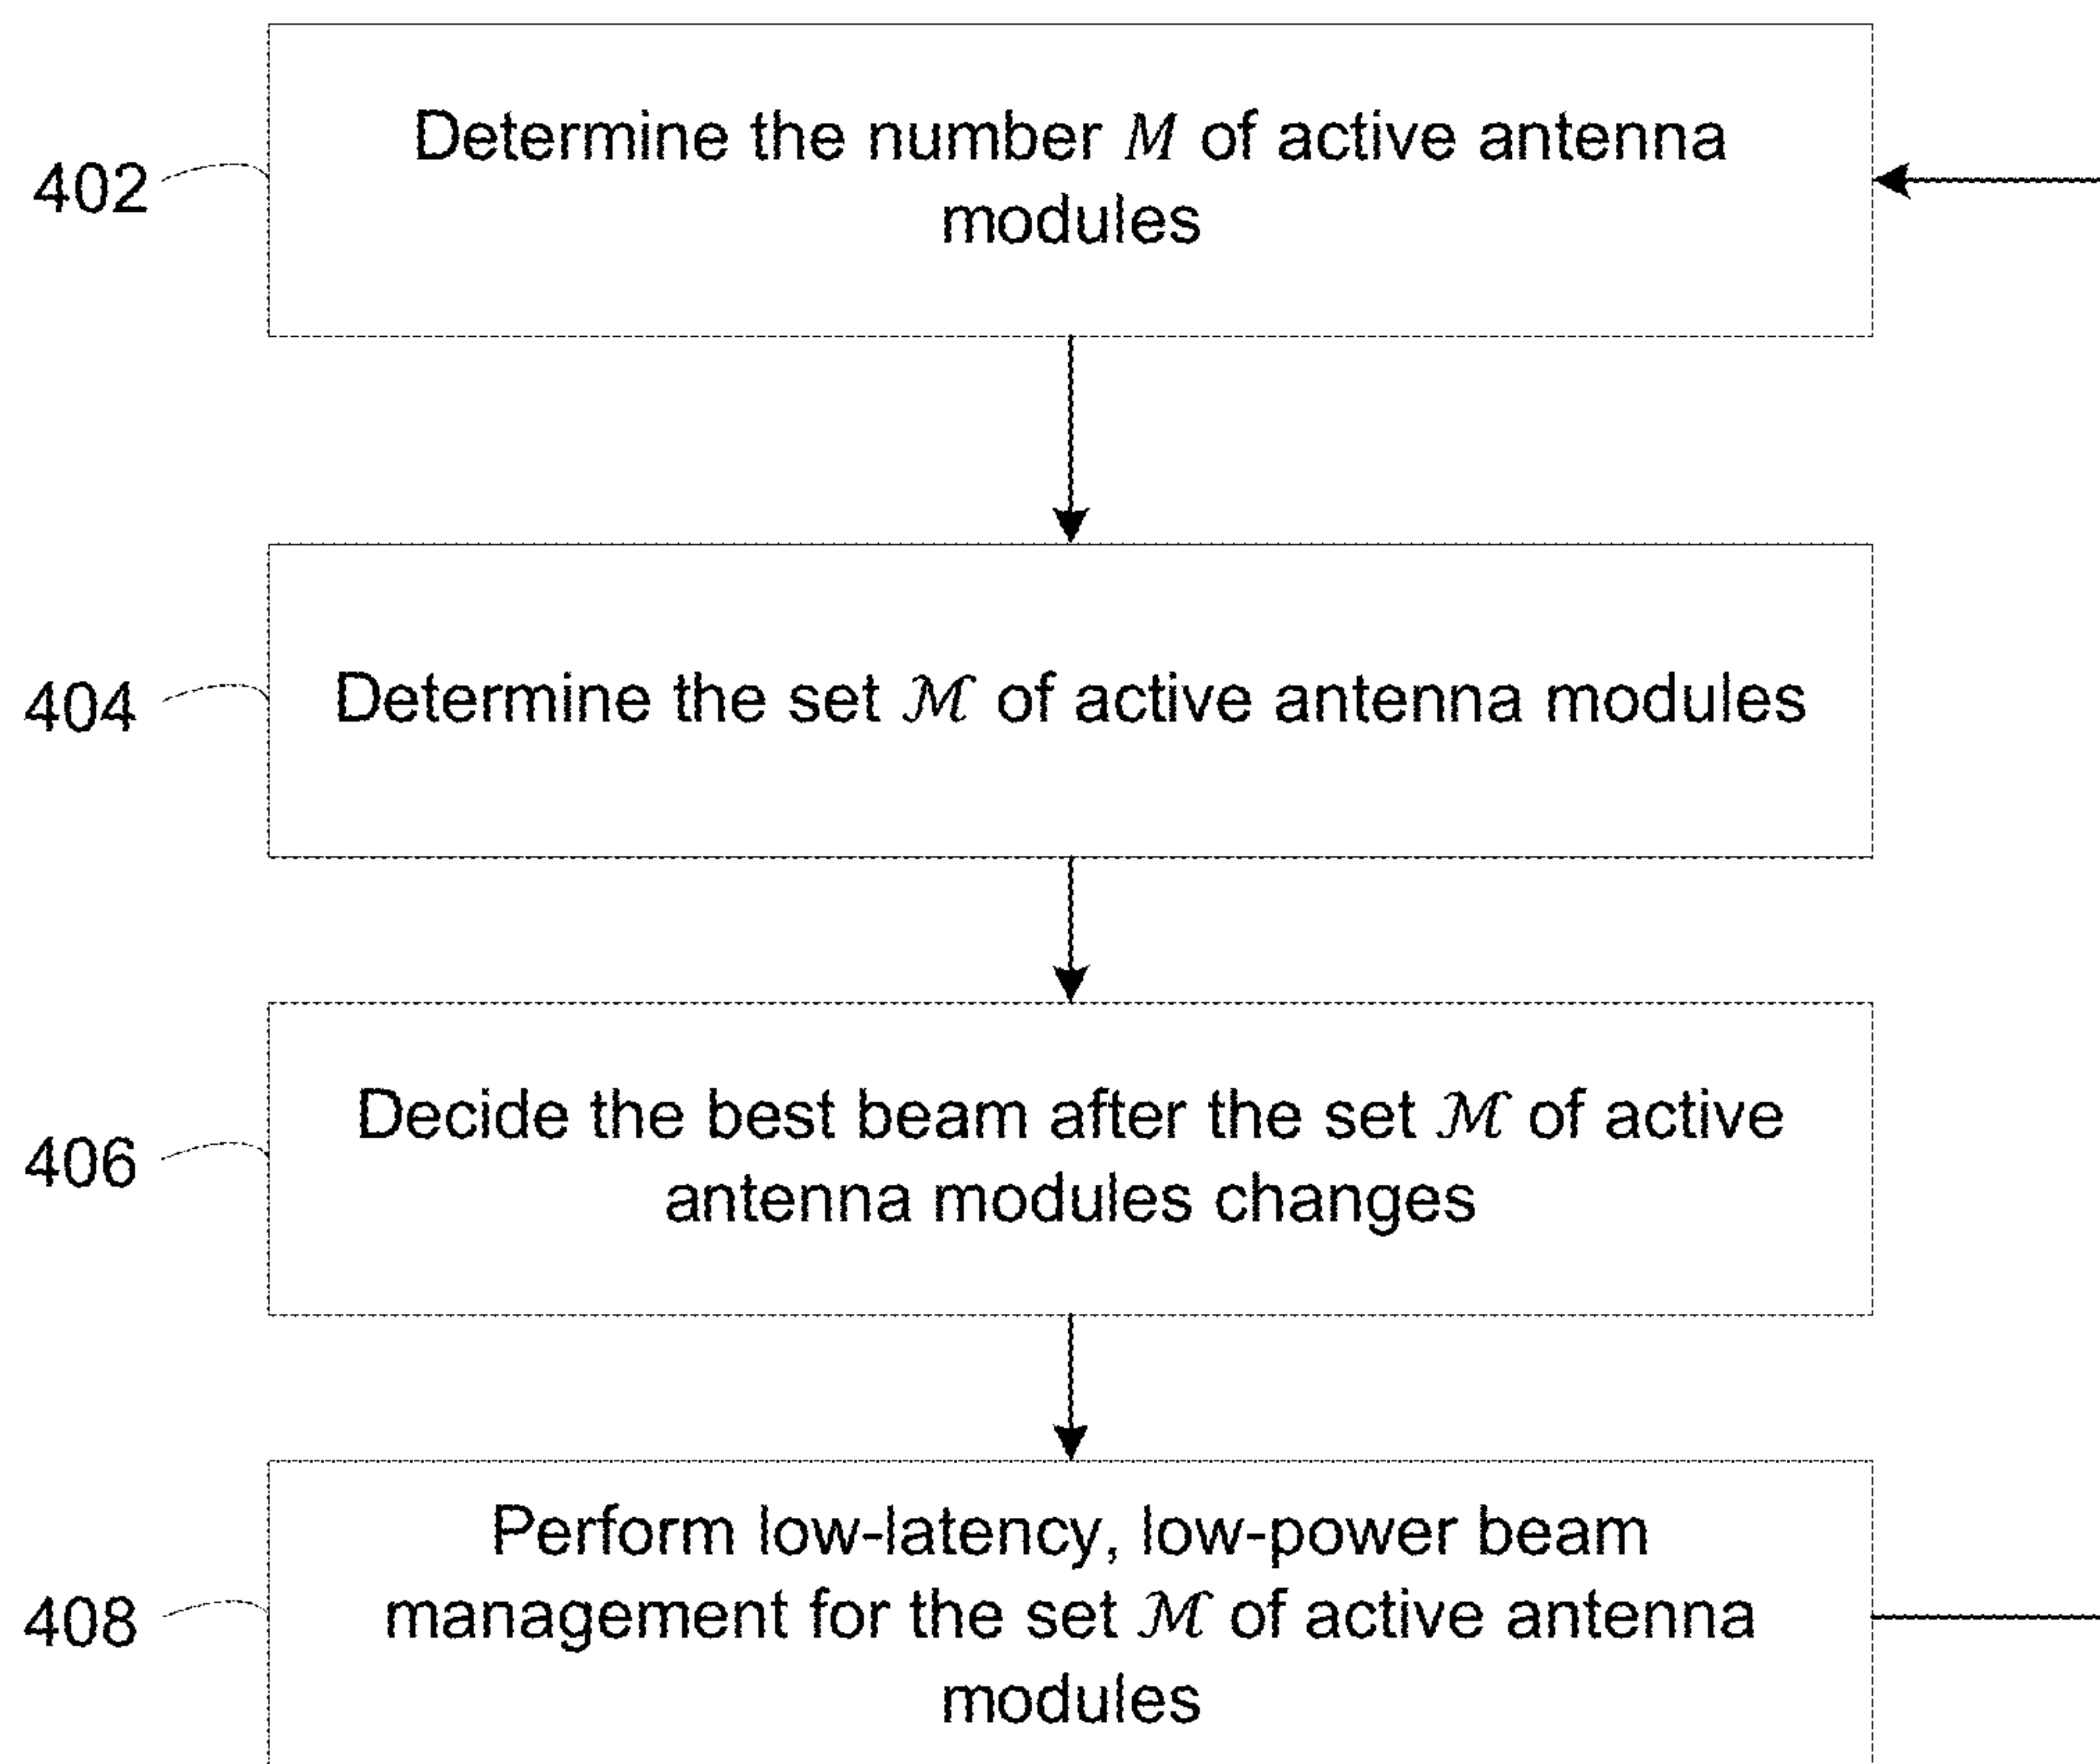 402
Determine the number M of active antenna
modules
404
Determine the set ℳ of active antenna modules
406
Decide the best beam after the set ℳ of active
antenna modules changes
408
Perform low-latency, low-power beam
management for the set ℳ of active antenna
modules